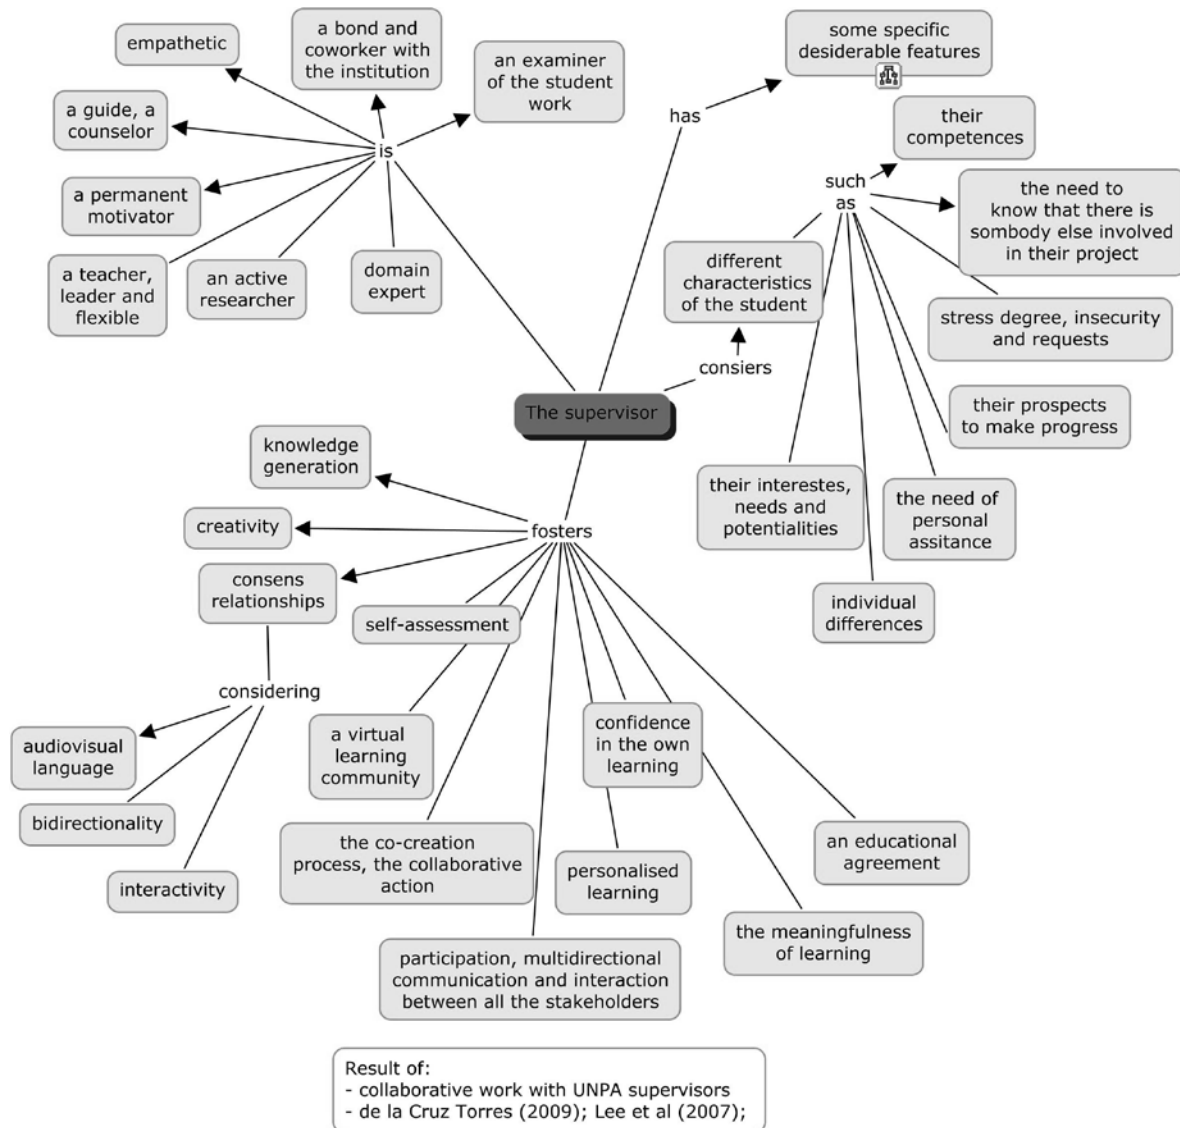 some specific
desiderable features
a bond and
coworker with
the institution
empathetic
an examiner
of the student
work
a guide, a
counselor
has
their
competences
is
such
as
a permanent
motivator
the need to
know that there is
sombody else involved
in their project
a teacher,
leader and
flexible
an active
researcher
domain
expert
different
characteristics
of the student
stress degree, insecurity
and requests
consiers
The supervisor
their prospects
to make progress
knowledge
generation
their interestes,
needs and
potentialities
the need of
personal
assitance
creativity
fosters
consens
relationships
self-assessment
individual
differences
considering
audiovisual
language
a virtual
learning
community
confidence
in the own
learning
bidirectionality
the co-creation
process, the collaborative
action
an educational
agreement
interactivity
personalised
learning
participation, multidirectional
communication and interaction
between all the stakeholders
the meaningfulness
of learning
Result of:
- collaborative work with UNPA supervisors
- de la Cruz Torres (2009); Lee et al (2007);